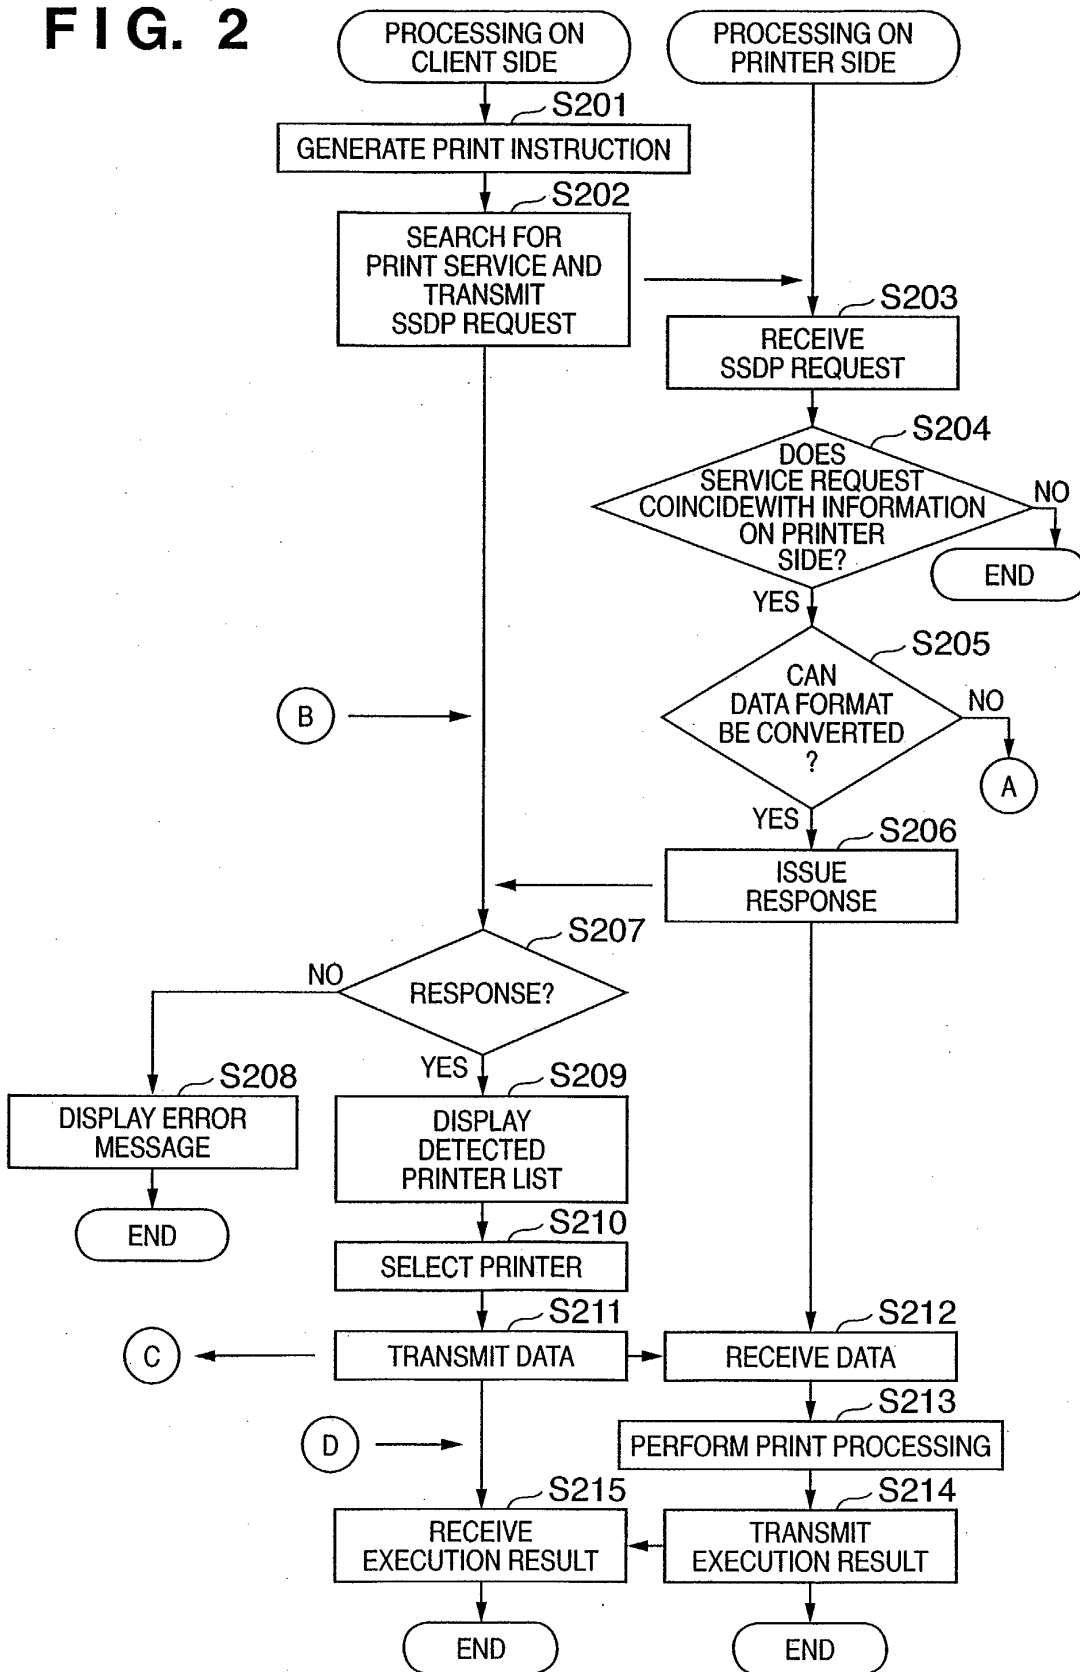 FIG. 2
PROCESSING ON
CLIENT SIDE
PROCESSING ON
PRINTER SIDE
S201
GENERATE PRINT INSTRUCTION
S202
SEARCH FOR
PRINT SERVICE AND
TRANSMIT
SSDP REQUEST
S203
RECEIVE
SSDP REQUEST
S204
DOES
SERVICE REQUEST
COINCIDEWITH INFORMATION
ON PRINTER
SIDE?
NO
END
YES
S205
CAN
DATA FORMAT
BE CONVERTED
?
NO
A
B
YES
S206
ISSUE
RESPONSE
S207
RESPONSE?
NO
YES
S208
DISPLAY ERROR
MESSAGE
END
S209
DISPLAY
DETECTED
PRINTER LIST
S210
SELECT PRINTER
S211
TRANSMIT DATA
C
S212
RECEIVE DATA
S213
PERFORM PRINT PROCESSING
D
S214
TRANSMIT
EXECUTION RESULT
S215
RECEIVE
EXECUTION RESULT
END
END